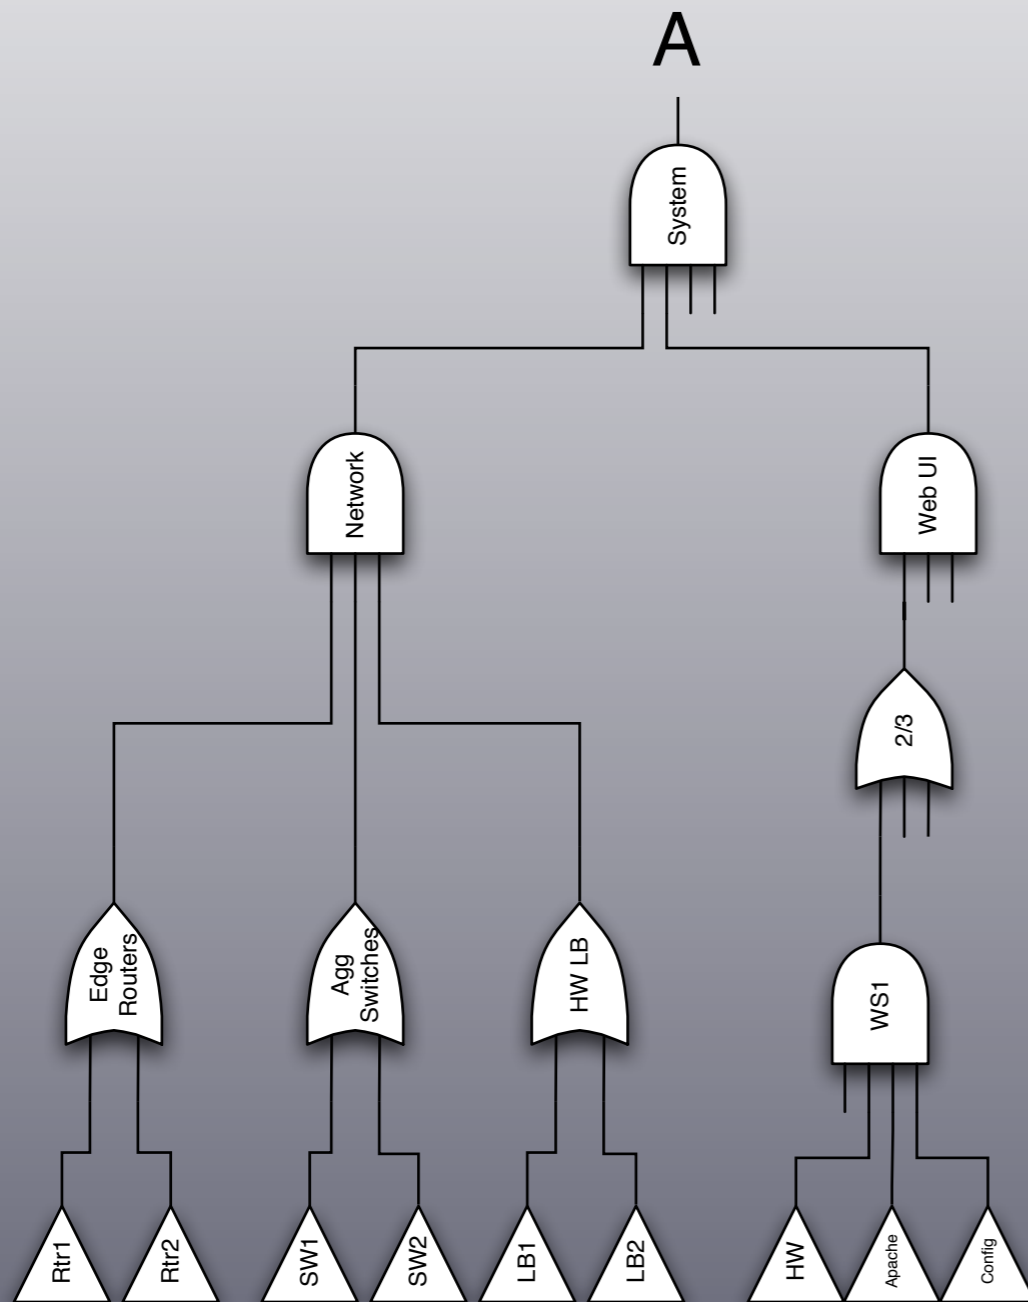 A
System
Network
Web UI
2/3
Edge
Routers
Agg
Switches
HW LB
WS1
Rtr1
Rtr2
SW1
SW2
LB1
LB2
HW
Apache
Config